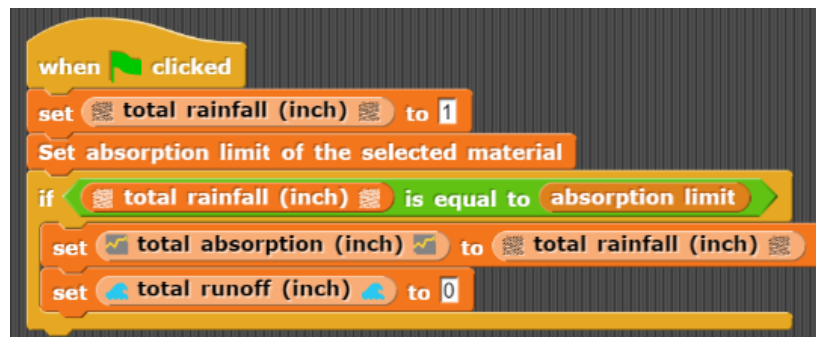 when clicked
set total rainfall (inch) to 1
Set absorption limit of the selected material
if total rainfall (inch) is equal to absorption limit
set total absorption (inch) to total rainfall (inch)
set total runoff (inch) to 0